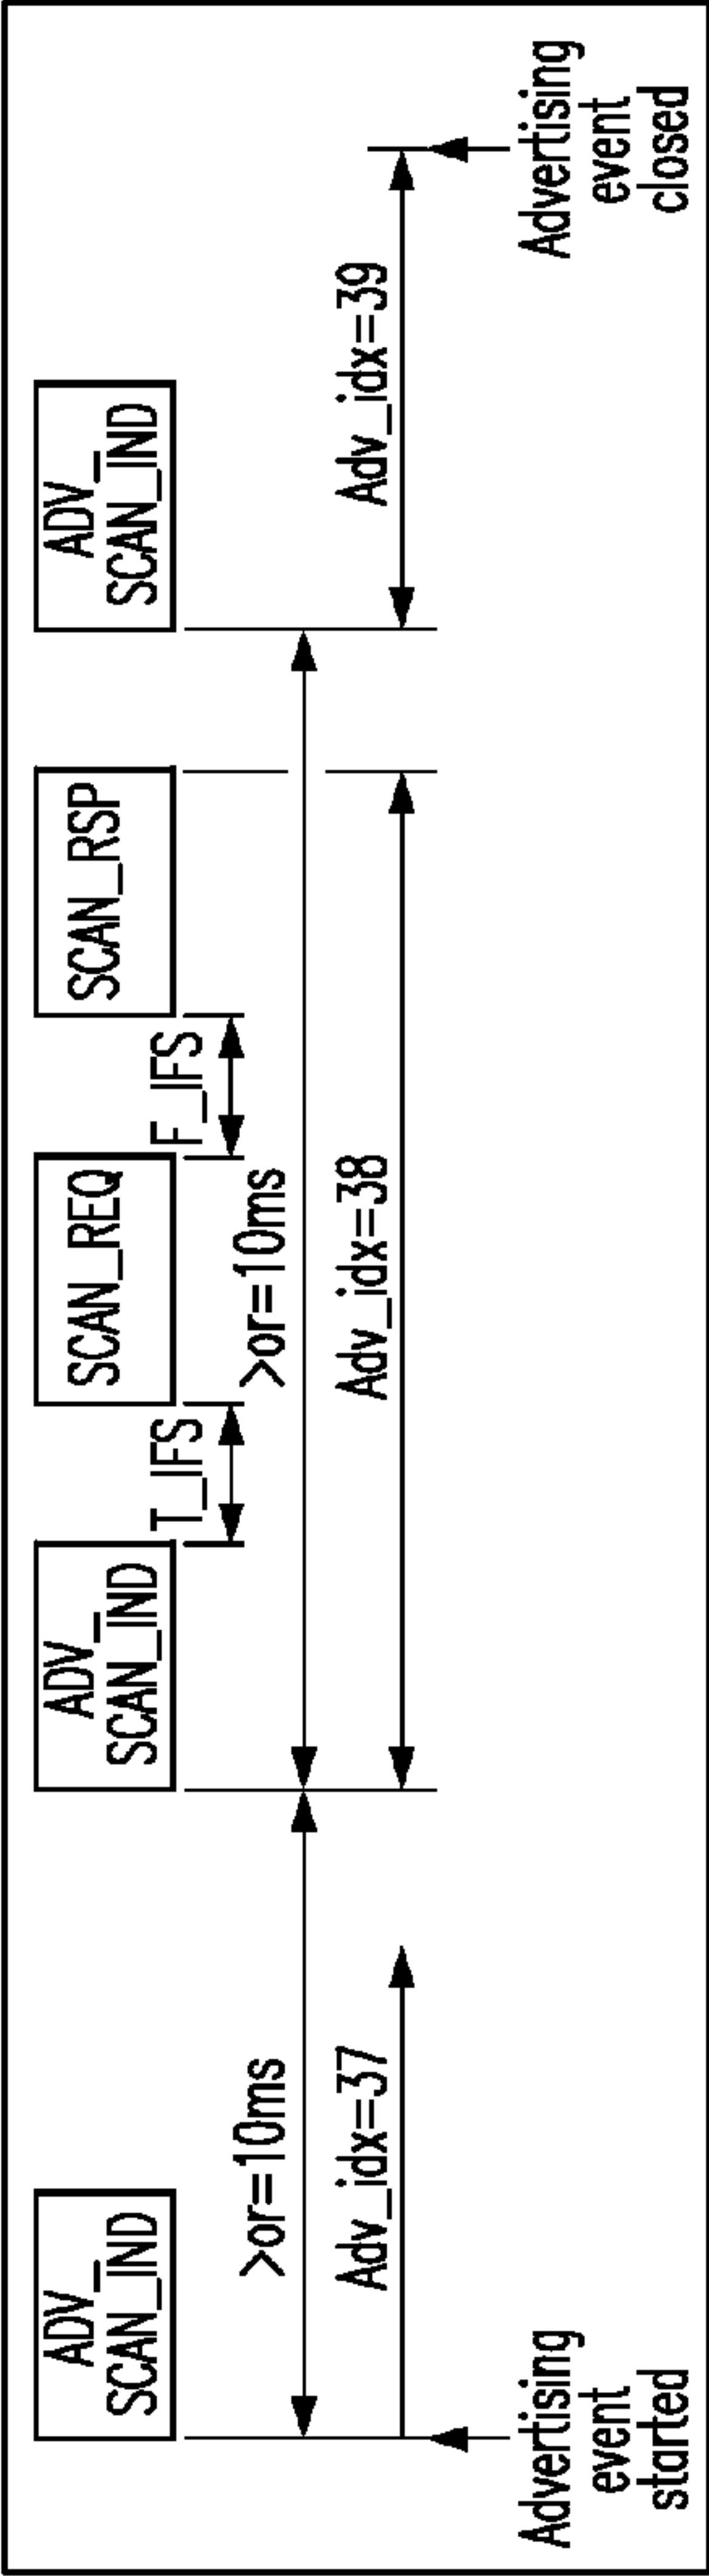 ADV_
SCAN_IND
ADV_
SCAN_IND
SCAN_REQ
SCAN_RSP
ADV_
SCAN_IND
T_IFS
F_IFS
>or=10ms
>or=10ms
Adv_idx=37
Adv_idx=38
Adv_idx=39
Advertising
event
started
Advertising
event
closed